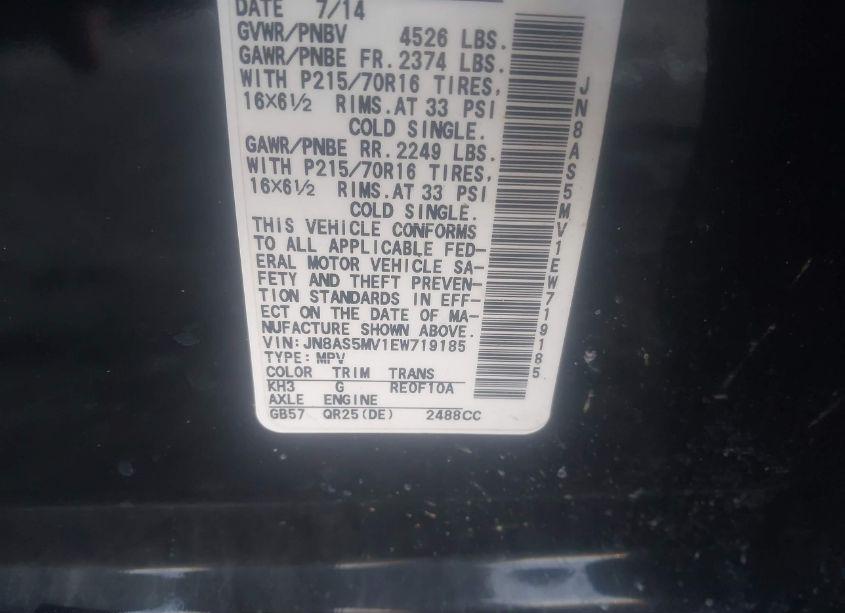 DATE 7/14
GVWR/PNBV 4526 LBS.
GAWR/PNBE FR. 2374 LBS.
WITH P215/70R16 TIRES,
16×6½ RIMS. AT 33 PSI
COLD SINGLE.
GAWR/PNBE RR. 2249 LBS.
WITH P215/70R16 TIRES,
16×6½ RIMS. AT 33 PSI
COLD SINGLE.
THIS VEHICLE CONFORMS
TO ALL APPLICABLE FED-
ERAL MOTOR VEHICLE SA-
FETY AND THEFT PREVEN-
TION STANDARDS IN EFF-
ECT ON THE DATE OF MA-
NUFACTURE SHOWN ABOVE.
VIN: JN8AS5MV1EW719185
TYPE: MPV
COLOR TRIM TRANS
KH3 G RE0F10A
AXLE ENGINE
GB57 QR25(DE) 2488CC
JN8AS5MV1EW719185